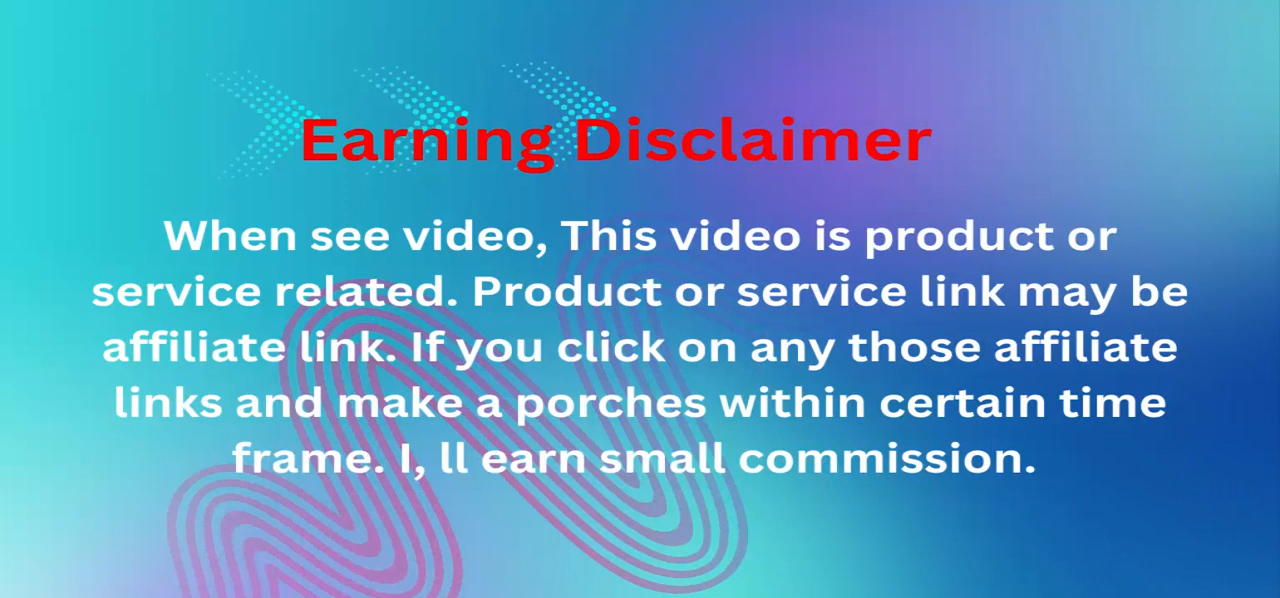 Earning Disclaimer
When see video, This video is product or
service related. Product or service link may be
affiliate link. If you click on any those affiliate
links and make a porches within certain time
frame. I, ll earn small commission.